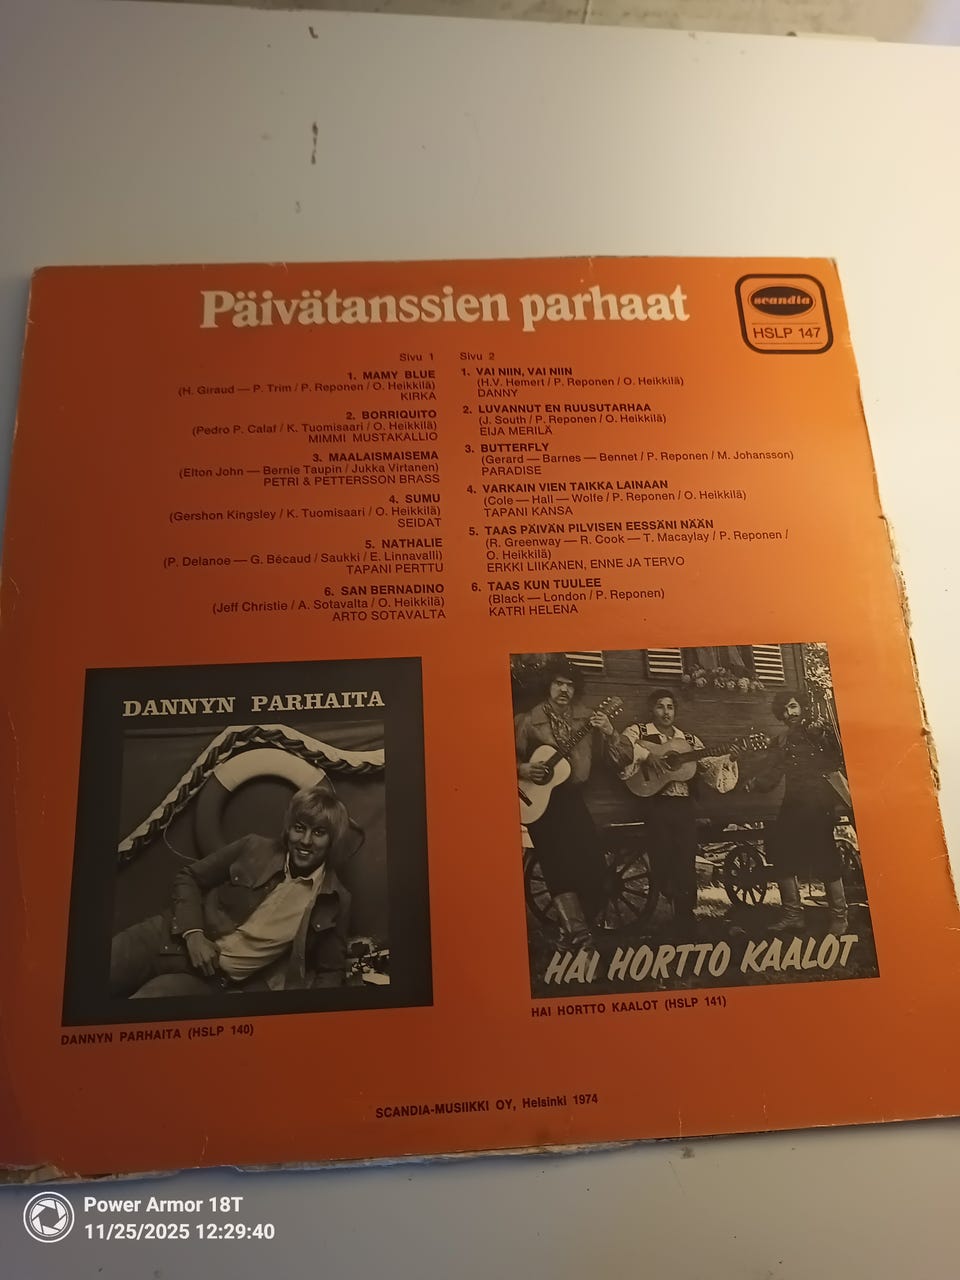 Päivätanssien parhaat
scandia
HSLP 147
Sivu 1
1. MAMY BLUE
(H. Giraud — P. Trim / P. Reponen / O. Heikkilä)
KIRKA
2. BORRIQUITO
(Pedro P. Calaf / K. Tuomisaari / O. Heikkilä)
MIMMI MUSTAKALLIO
3. MAALAISMAISEMA
(Elton John — Bernie Taupin / Jukka Virtanen)
PETRI & PETTERSSON BRASS
4. SUMU
(Gershon Kingsley / K. Tuomisaari / O. Heikkilä)
SEIDAT
5. NATHALIE
(P. Delanoe — G. Bécaud / Saukki / E. Linnavalli)
TAPANI PERTTU
6. SAN BERNADINO
(Jeff Christie / A. Sotavalta / O. Heikkilä)
ARTO SOTAVALTA
Sivu 2
1. VAI NIIN, VAI NIIN
(H.V. Hemert / P. Reponen / O. Heikkilä)
DANNY
2. LUVANNUT EN RUUSUTARHAA
(J. South / P. Reponen / O. Heikkilä)
EIJA MERILÄ
3. BUTTERFLY
(Gerard — Barnes — Bennet / P. Reponen / M. Johansson)
PARADISE
4. VARKAIN VIEN TAIKKA LAINAAN
(Cole — Hall — Wolfe / P. Reponen / O. Heikkilä)
TAPANI KANSA
5. TAAS PÄIVÄN PILVISEN EESSÄNI NÄÄN
(R. Greenway — R. Cook — T. Macaylay / P. Reponen /
O. Heikkilä)
ERKKI LIIKANEN, ENNE JA TERVO
6. TAAS KUN TUULEE
(Black — London / P. Reponen)
KATRI HELENA
DANNYN PARHAITA
HAI HORTTO KAALOT
DANNYN PARHAITA (HSLP 140)
HAI HORTTO KAALOT (HSLP 141)
SCANDIA-MUSIIKKI OY, Helsinki 1974
Power Armor 18T
11/25/2025 12:29:40